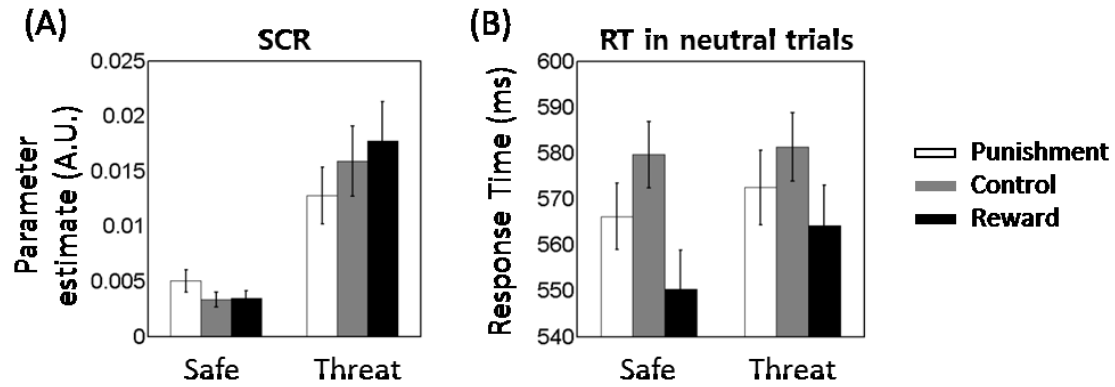 (A)
SCR
Parameter
estimate (A.U.)
0.025
0.02
0.015
0.01
0.005
0
Safe
Threat
(B)
RT in neutral trials
Response Time (ms)
600
590
580
570
560
550
540
Safe
Threat
Punishment
Control
Reward